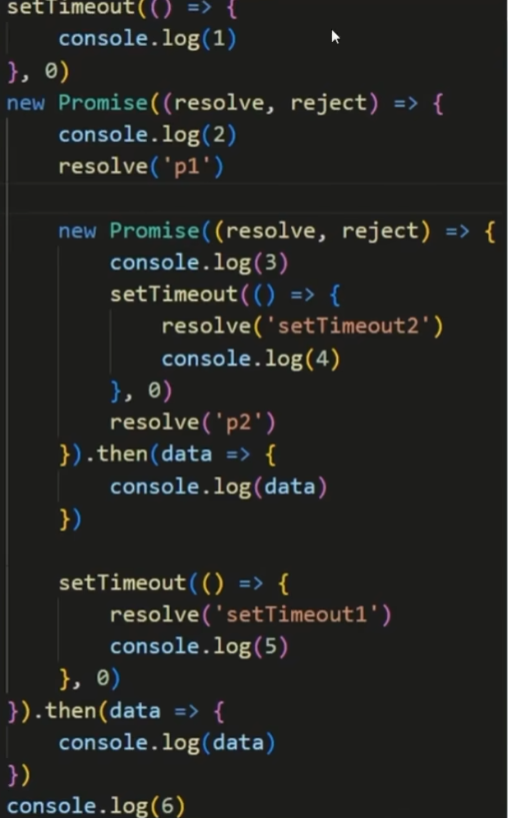 setTimeout(() => {
    console.log(1)
}, 0)
new Promise((resolve, reject) => {
    console.log(2)
    resolve('p1')
    new Promise((resolve, reject) => {
        console.log(3)
        setTimeout(() => {
            resolve('setTimeout2')
            console.log(4)
        }, 0)
        resolve('p2')
    }).then(data => {
        console.log(data)
    })
    setTimeout(() => {
        resolve('setTimeout1')
        console.log(5)
    }, 0)
}).then(data => {
    console.log(data)
})
console.log(6)